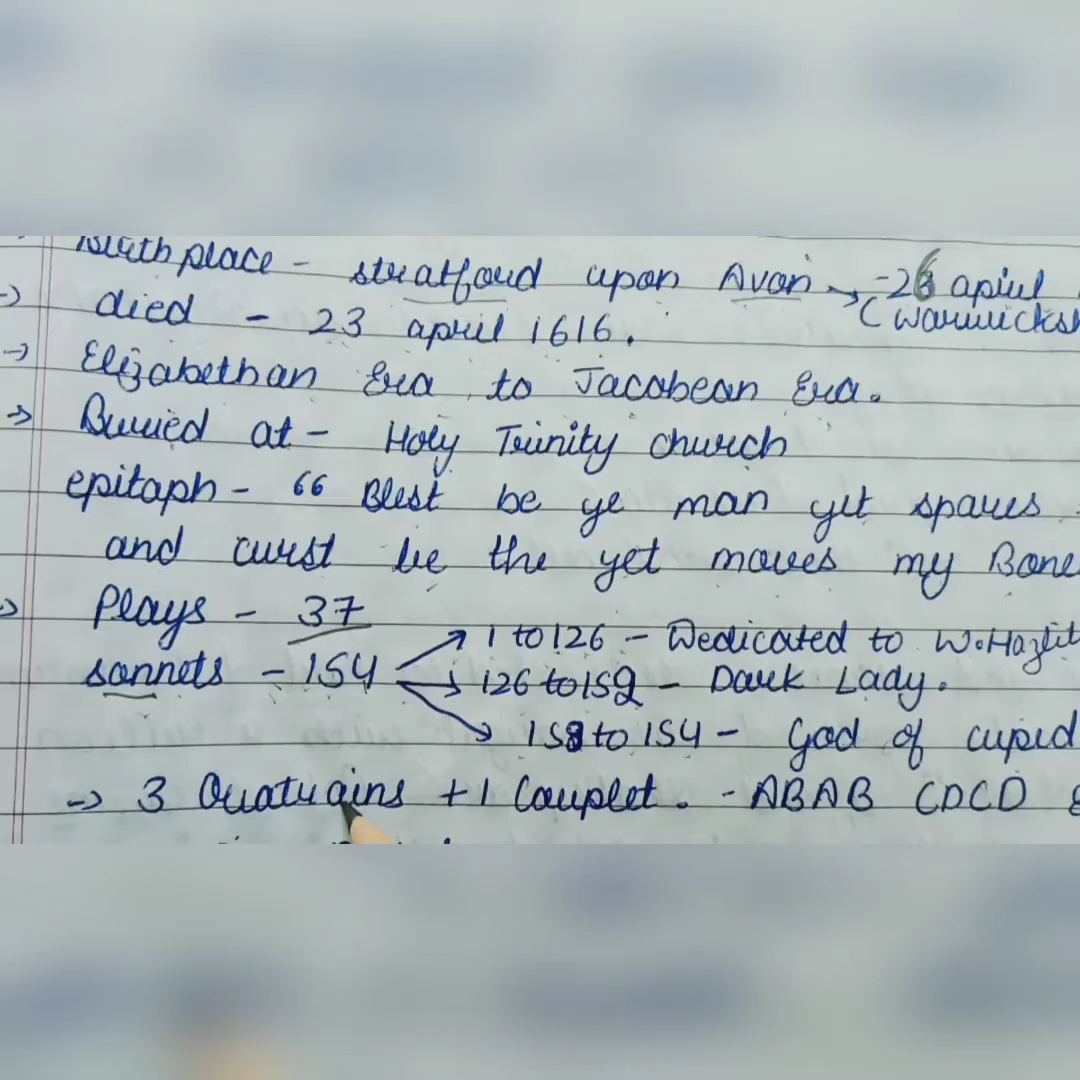 Birthplace - stratford upon Avon → -26 april
(Warwicksh
→ died - 23 april 1616.
→ Elizabethan Era to Jacobean Era.
→ Buried at - Holy Trinity church
epitaph - " Blest be ye man yet spares
and curst be the yet moves my Bone
→ Plays - 37
1 to 126 - Dedicated to W.Hazlit
sonnets - 154
126 to 152 - Dark Lady.
153 to 154 - God of cupid
→ 3 Quatrains + 1 Couplet. - ABAB CDCD